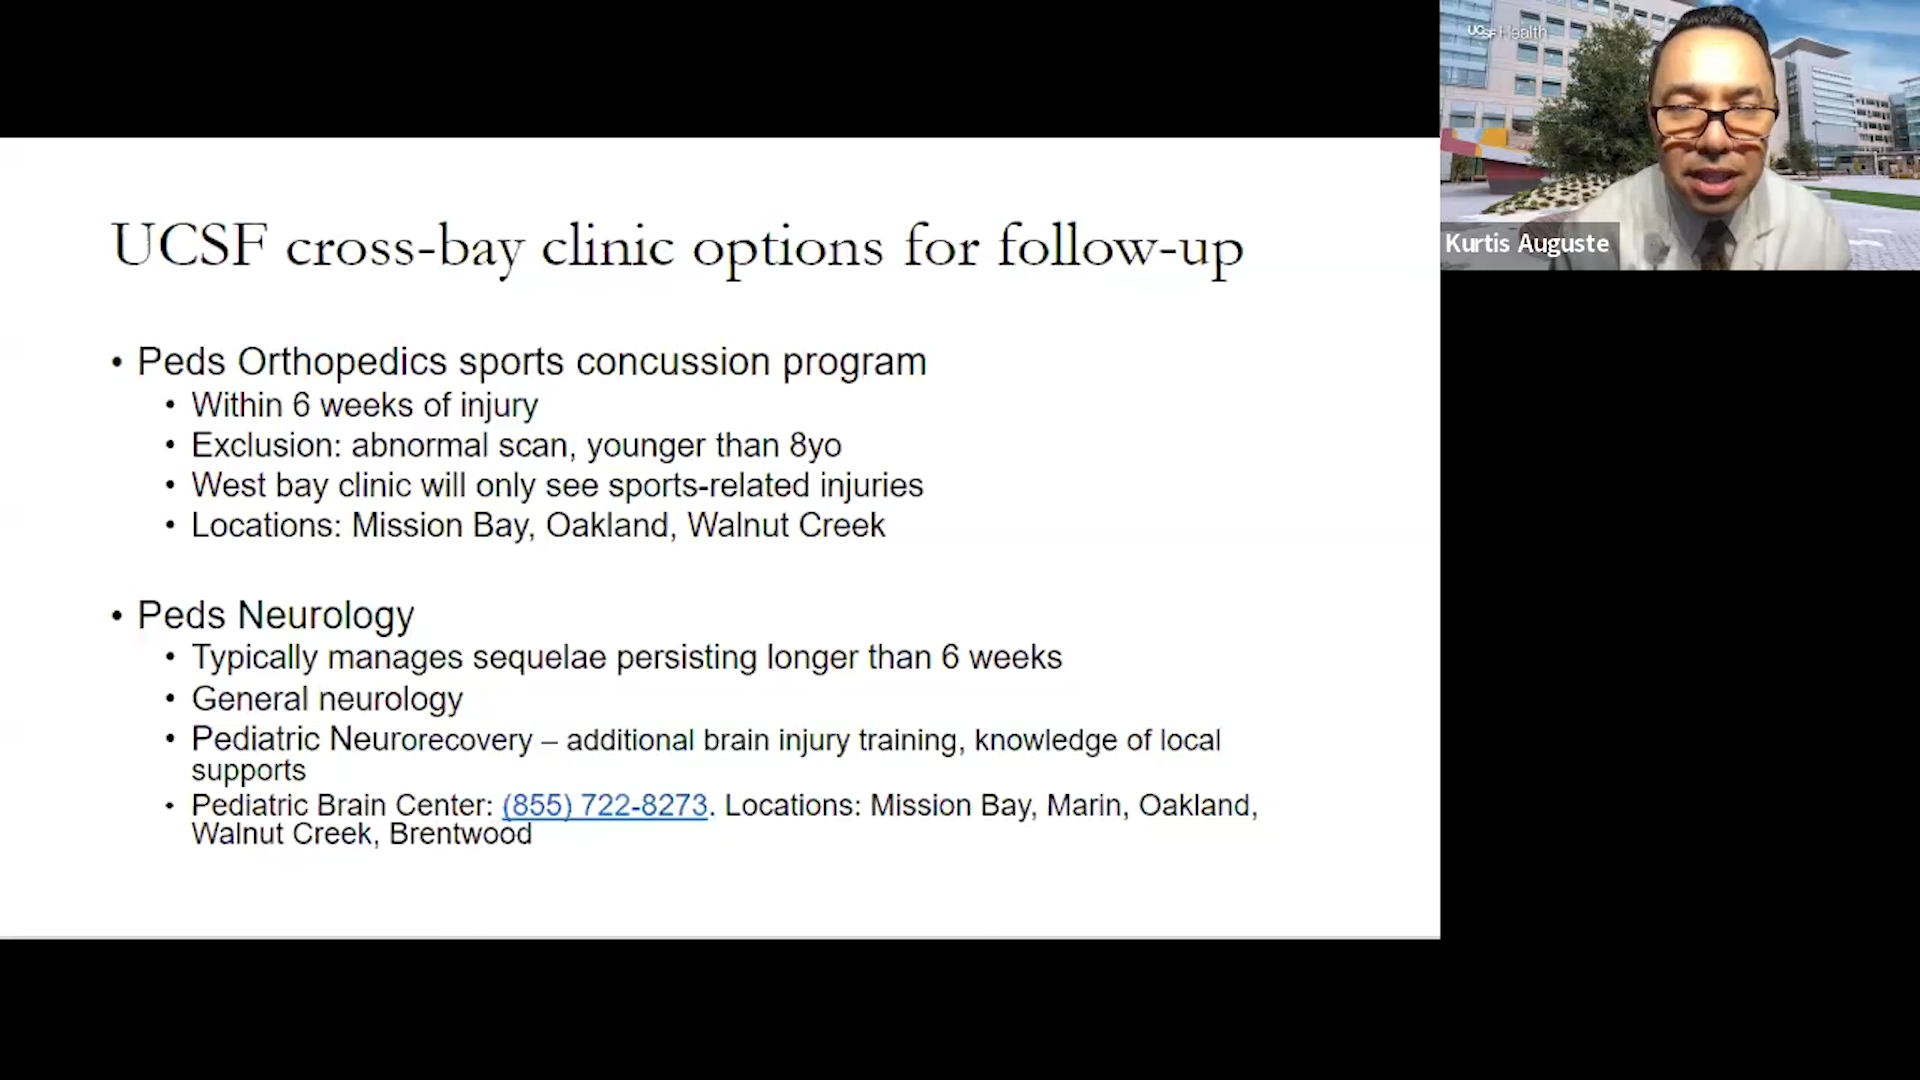 UCSF Health
Kurtis Auguste
UCSF cross-bay clinic options for follow-up
• Peds Orthopedics sports concussion program
• Within 6 weeks of injury
• Exclusion: abnormal scan, younger than 8yo
• West bay clinic will only see sports-related injuries
• Locations: Mission Bay, Oakland, Walnut Creek
• Peds Neurology
• Typically manages sequelae persisting longer than 6 weeks
• General neurology
• Pediatric Neurorecovery – additional brain injury training, knowledge of local
supports
• Pediatric Brain Center: (855) 722-8273. Locations: Mission Bay, Marin, Oakland,
Walnut Creek, Brentwood